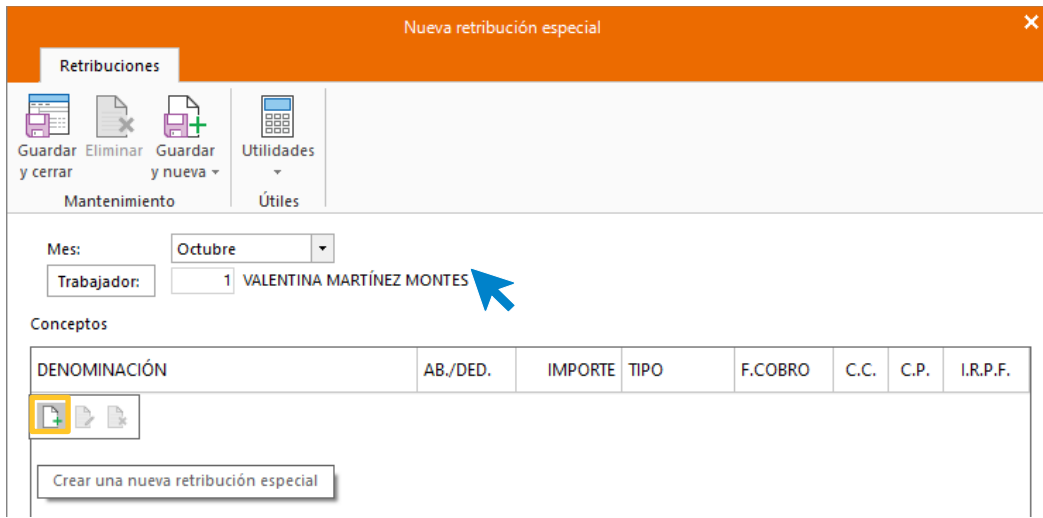 Nueva retribución especial
Retribuciones
Guardar y cerrar
Eliminar
Guardar y nueva
Utilidades
Mantenimiento
Útiles
Mes: Octubre
Trabajador: 1 VALENTINA MARTÍNEZ MONTES
Conceptos
DENOMINACIÓN AB./DED. IMPORTE TIPO F.COBRO C.C. C.P. I.R.P.F.
Crear una nueva retribución especial